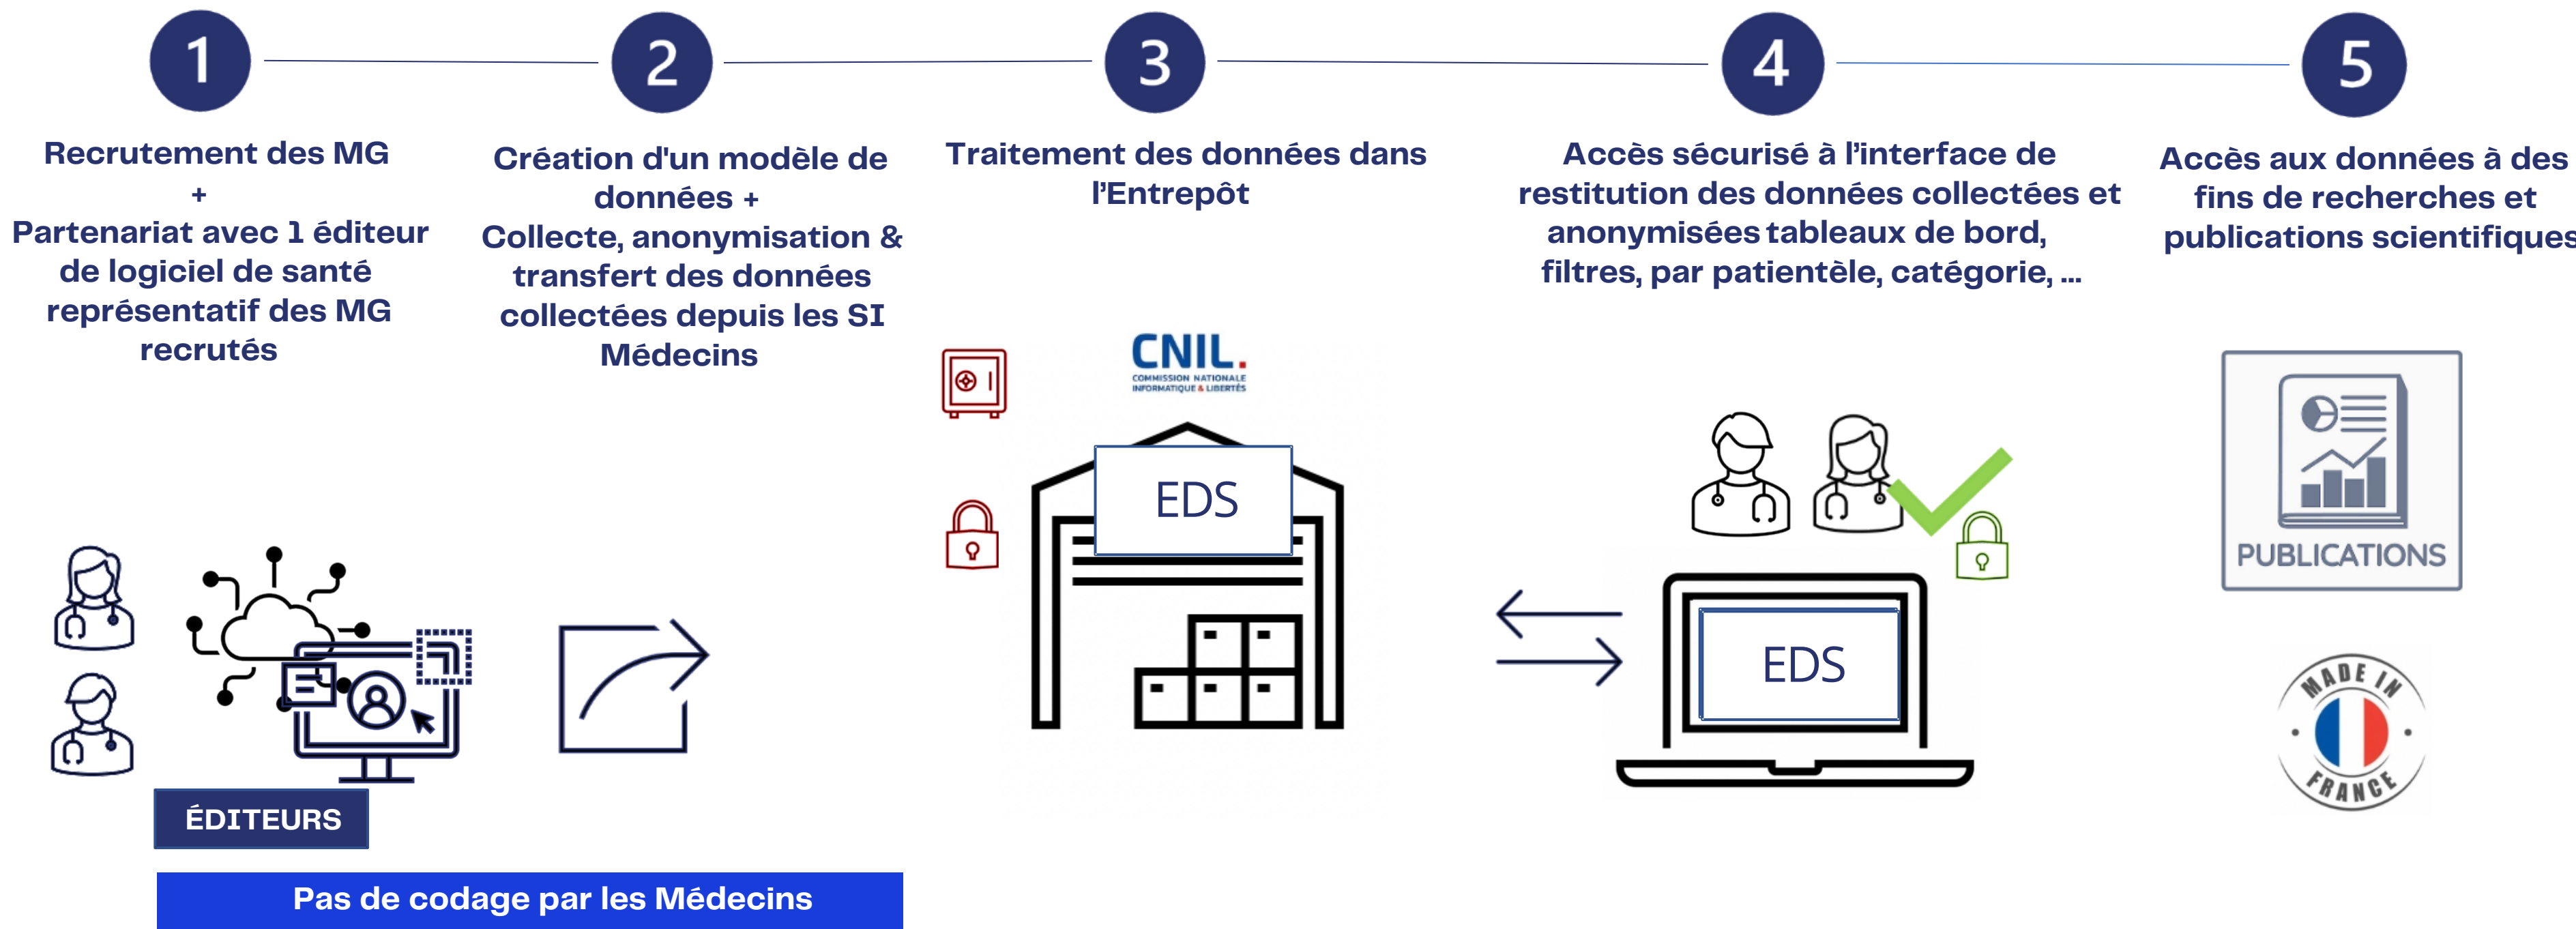 1
Recrutement des MG
+
Partenariat avec 1 éditeur
de logiciel de santé
représentatif des MG
recrutés
2
Création d'un modèle de
données +
Collecte, anonymisation &
transfert des données
collectées depuis les SI
Médecins
3
Traitement des données dans
l’Entrepôt
4
Accès sécurisé à l’interface de
restitution des données collectées et
anonymisées tableaux de bord,
filtres, par patientèle, catégorie, ...
5
Accès aux données à des
fins de recherches et
publications scientifiques
CNIL.
COMMISSION NATIONALE
INFORMATIQUE & LIBERTÉS
EDS
EDS
PUBLICATIONS
MADE IN
FRANCE
ÉDITEURS
Pas de codage par les Médecins